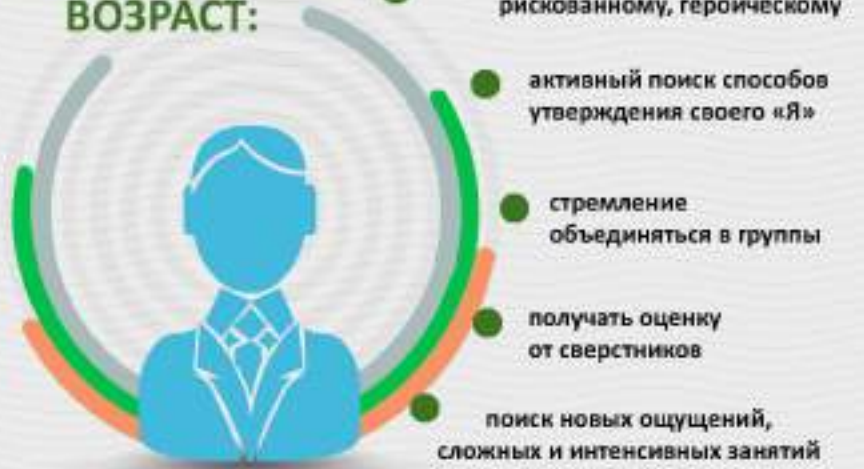 ВОЗРАСТ:
рискованному, героическому
активный поиск способов
утверждения своего «Я»
стремление
объединяться в группы
получать оценку
от сверстников
поиск новых ощущений,
сложных и интенсивных занятий